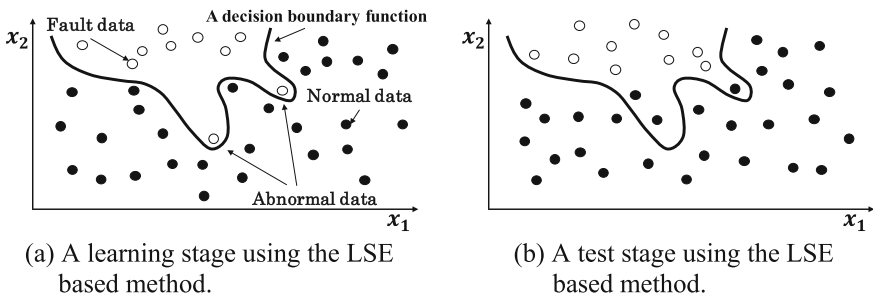 A decision boundary function
x₂
Fault data
Normal data
Abnormal data
x₁
(a) A learning stage using the LSE
based method.
x₂
x₁
(b) A test stage using the LSE
based method.